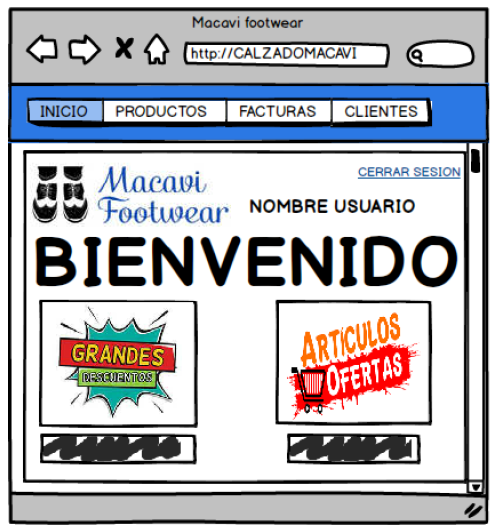 Macavi footwear
http://CALZADOMACAVI
INICIO PRODUCTOS FACTURAS CLIENTES
CERRAR SESION
Macavi
Footwear
NOMBRE USUARIO
BIENVENIDO
GRANDES
DESCUENTOS
ARTÍCULOS
OFERTAS